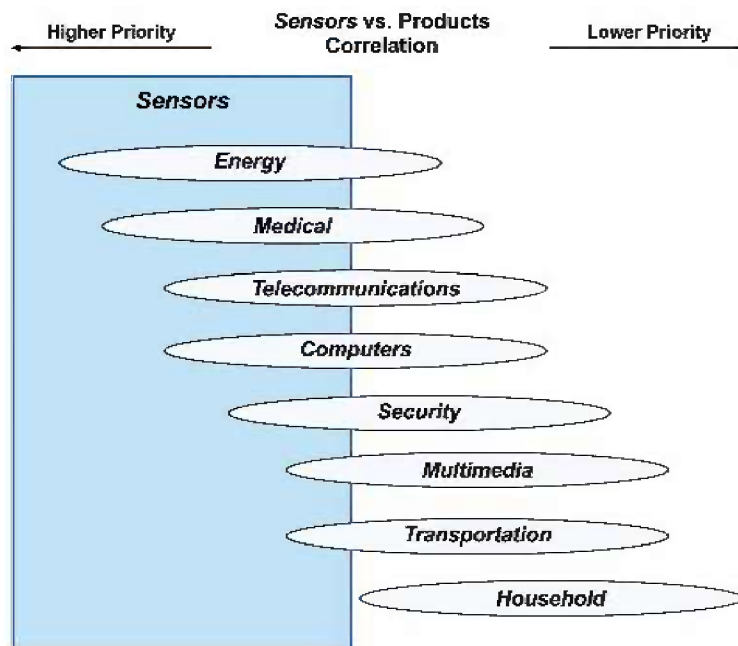 Sensors vs. Products
Correlation
Higher Priority
Lower Priority
Sensors
Energy
Medical
Telecommunications
Computers
Security
Multimedia
Transportation
Household